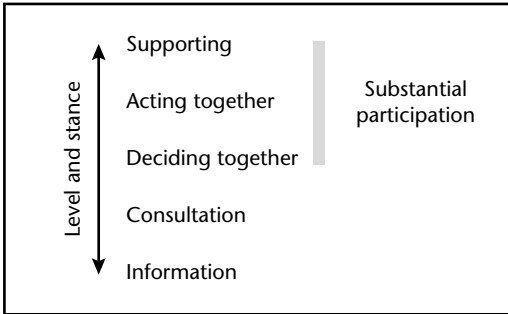 Supporting
Acting together
Deciding together
Consultation
Information
Level and stance
Substantial
participation